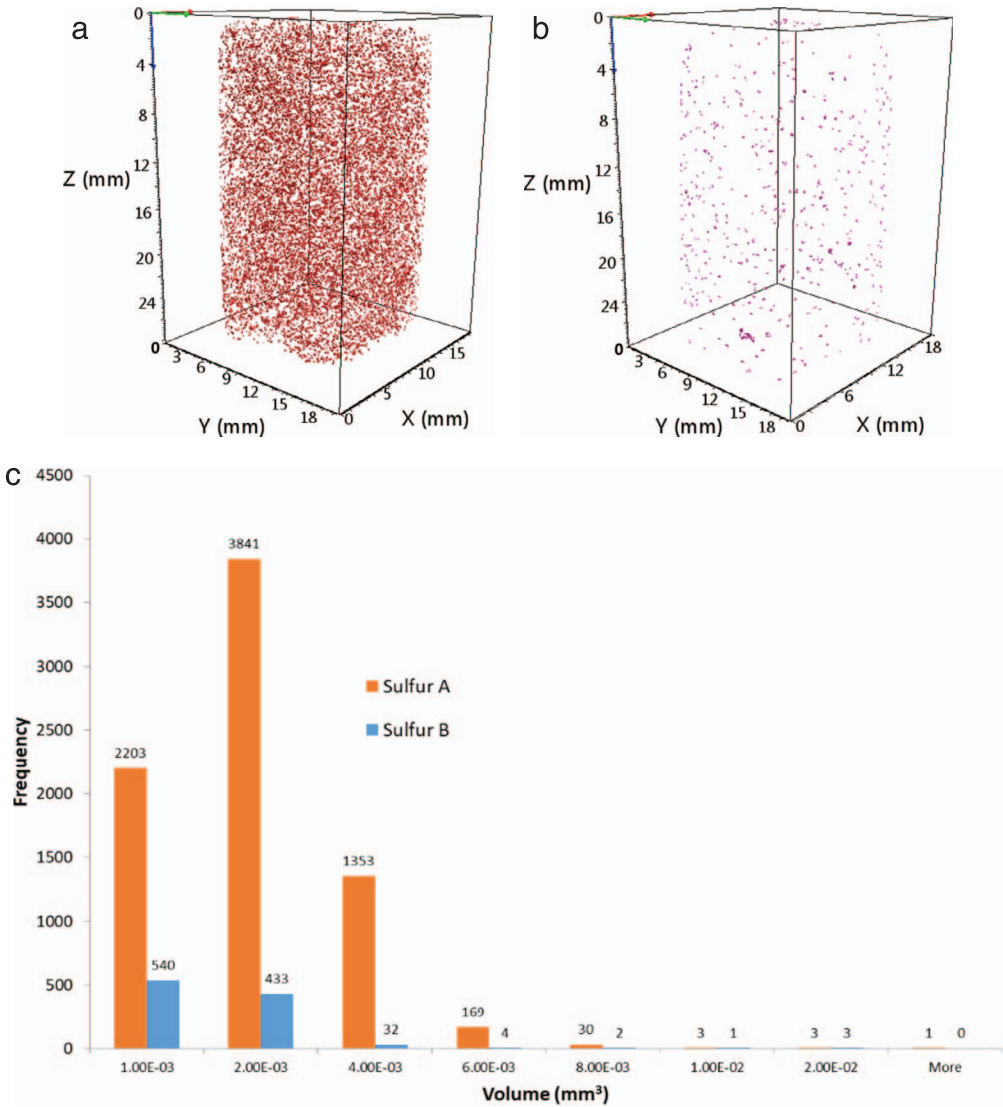 a
0
4
8
12
Z (mm)
16
20
24
0
3
6
9
12
15
18
Y (mm)
0
5
10
15
X (mm)
b
0
4
8
12
Z (mm)
16
20
24
0
3
6
9
12
15
18
Y (mm)
0
6
12
18
X (mm)
c
4500
4000
3500
3000
2500
2000
1500
1000
500
0
Frequency
2203
540
3841
433
1353
32
169
4
30
2
3
1
3
3
1
0
Sulfur A
Sulfur B
1.00E-03
2.00E-03
4.00E-03
6.00E-03
8.00E-03
1.00E-02
2.00E-02
More
Volume (mm³)